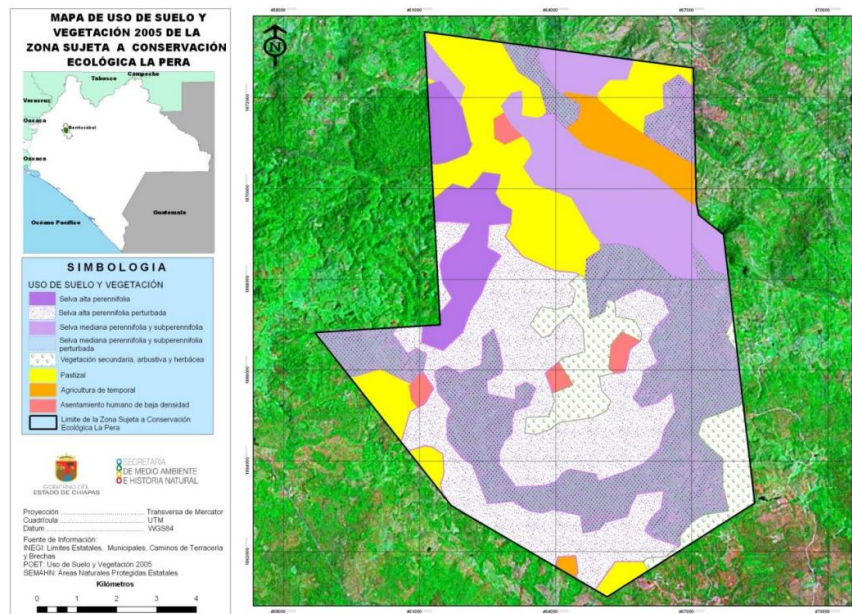 MAPA DE USO DE SUELO Y
VEGETACIÓN 2005 DE LA
ZONA SUJETA A CONSERVACIÓN
ECOLÓGICA LA PERA
Campeche
Tabasco
Veracruz
Oaxaca
Berriozábal
Oaxaca
Guatemala
Océano Pacífico
SIMBOLOGIA
USO DE SUELO Y VEGETACIÓN
Selva alta perennifolia
Selva alta perennifolia perturbada
Selva mediana perennifolia y subperennifolia
Selva mediana perennifolia y subperennifolia
perturbada
Vegetación secundaria, arbustiva y herbácea
Pastizal
Agricultura de temporal
Asentamiento humano de baja densidad
Limite de la Zona Sujeta a Conservación
Ecológica La Pera
GOBIERNO DEL
ESTADO DE CHIAPAS
SECRETARÍA
DE MEDIO AMBIENTE
E HISTORIA NATURAL
Proyección ........................ Transversa de Mercator
Cuadrícula ........................ UTM
Datum ........................ WGS84
Fuente de Información:
INEGI: Limites Estatales, Municipales, Caminos de Terracería
y Brechas
POET: Uso de Suelo y Vegetación 2005
SEMAHN: Áreas Naturales Protegidas Estatales
Kilómetros
0 1 2 3 4
N